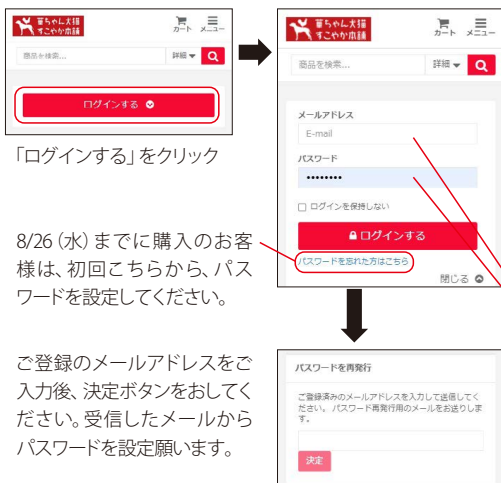 苗ちゃん犬猫
すこやか本舗
カート
メニュー
商品を検索...
詳細
ログインする
「ログインする」をクリック
8/26（水）までに購入のお客
様は、初回こちらから、パス
ワードを設定してください。
ご登録のメールアドレスをご
入力後、決定ボタンをおしてく
ださい。受信したメールから
パスワードを設定願います。
すこやか本舗
カート
メニュー
商品を検索...
詳細
メールアドレス
E-mail
パスワード
••••••••
ログインを保持しない
ログインする
パスワードを忘れた方はこちら
閉じる
パスワードを再発行
ご登録済みのメールアドレスを入力して送信してく
ださい。 パスワード再発行用のメールをお送りしま
す。
決定